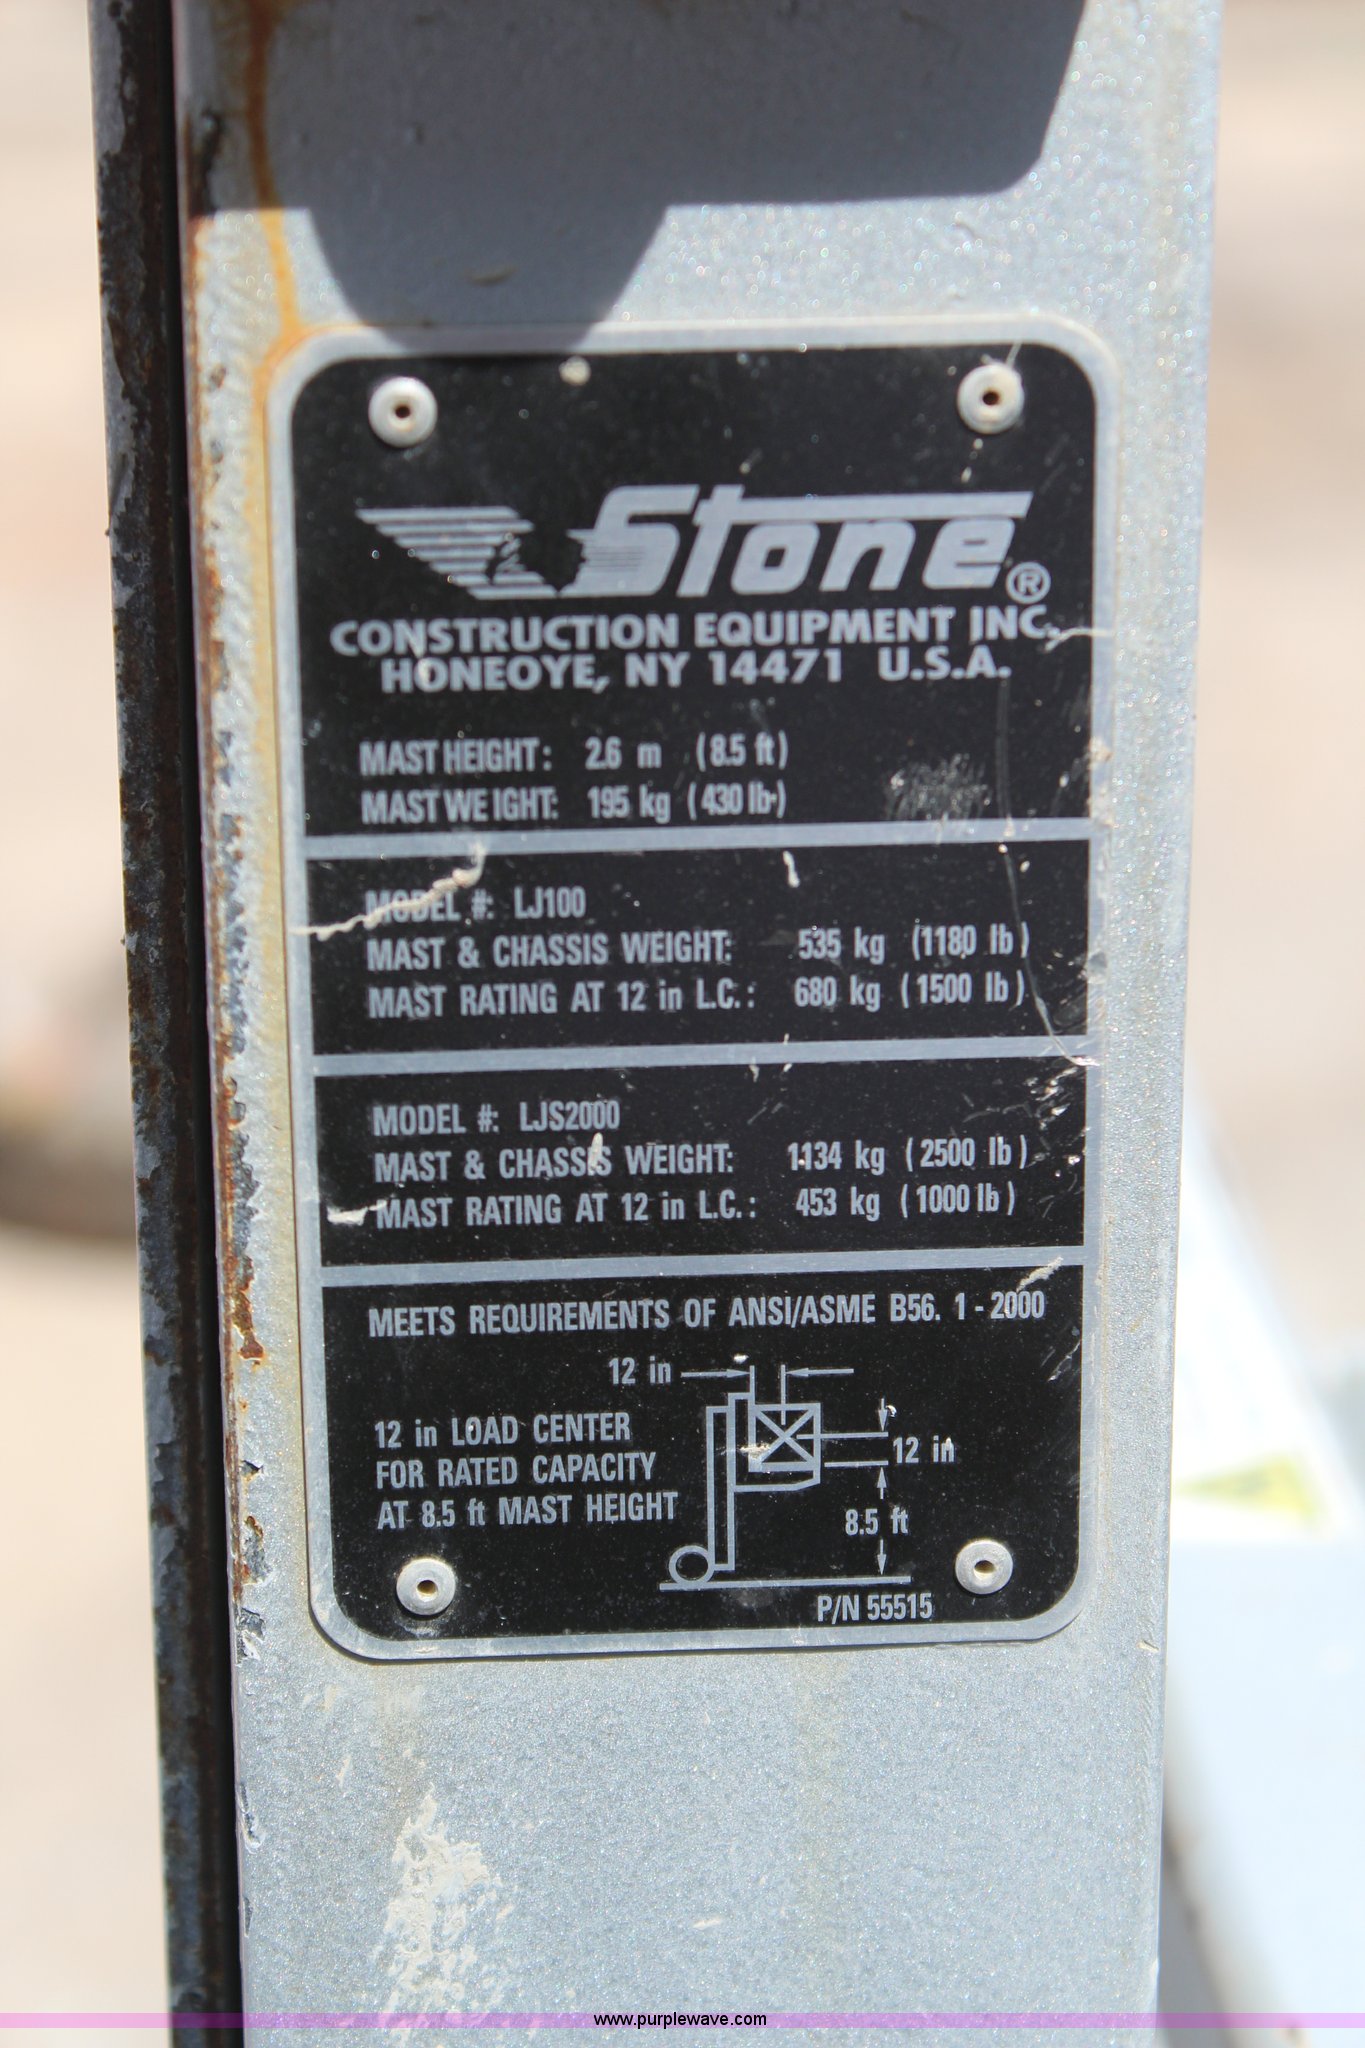 Stone®
CONSTRUCTION EQUIPMENT INC.
HONEOYE, NY 14471 U.S.A.
MAST HEIGHT: 2.6 m (8.5 ft)
MAST WEIGHT: 195 kg (430 lb)
MODEL #: LJ100
MAST & CHASSIS WEIGHT: 535 kg (1180 lb)
MAST RATING AT 12 in L.C.: 680 kg (1500 lb)
MODEL #: LJS2000
MAST & CHASSIS WEIGHT: 1134 kg (2500 lb)
MAST RATING AT 12 in L.C.: 453 kg (1000 lb)
MEETS REQUIREMENTS OF ANSI/ASME B56. 1 - 2000
12 in
12 in LOAD CENTER
FOR RATED CAPACITY
AT 8.5 ft MAST HEIGHT
12 in
8.5 ft
P/N 55515
www.purplewave.com